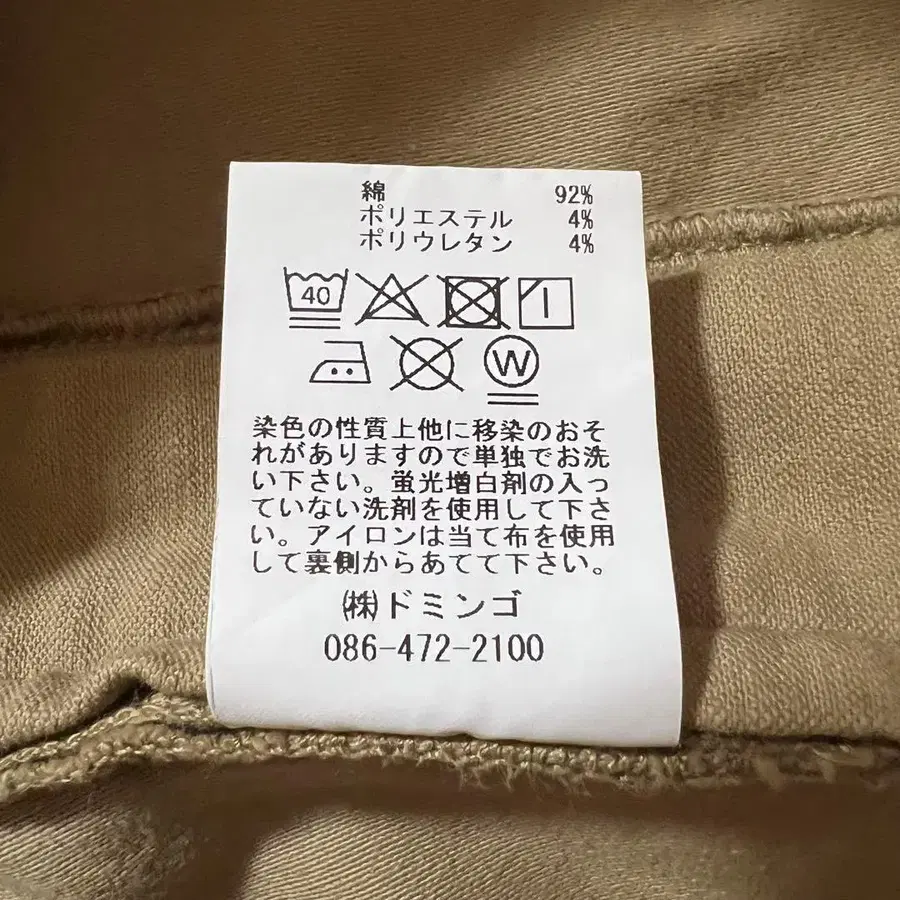 綿 92%
ポリエステル 4%
ポリウレタン 4%
40
W
染色の性質上他に移染のおそ
れがありますので単独でお洗
い下さい。蛍光増白剤の入っ
ていない洗剤を使用して下さ
い。アイロンは当て布を使用
して裏側からあてて下さい。
㈱ドミンゴ
086-472-2100